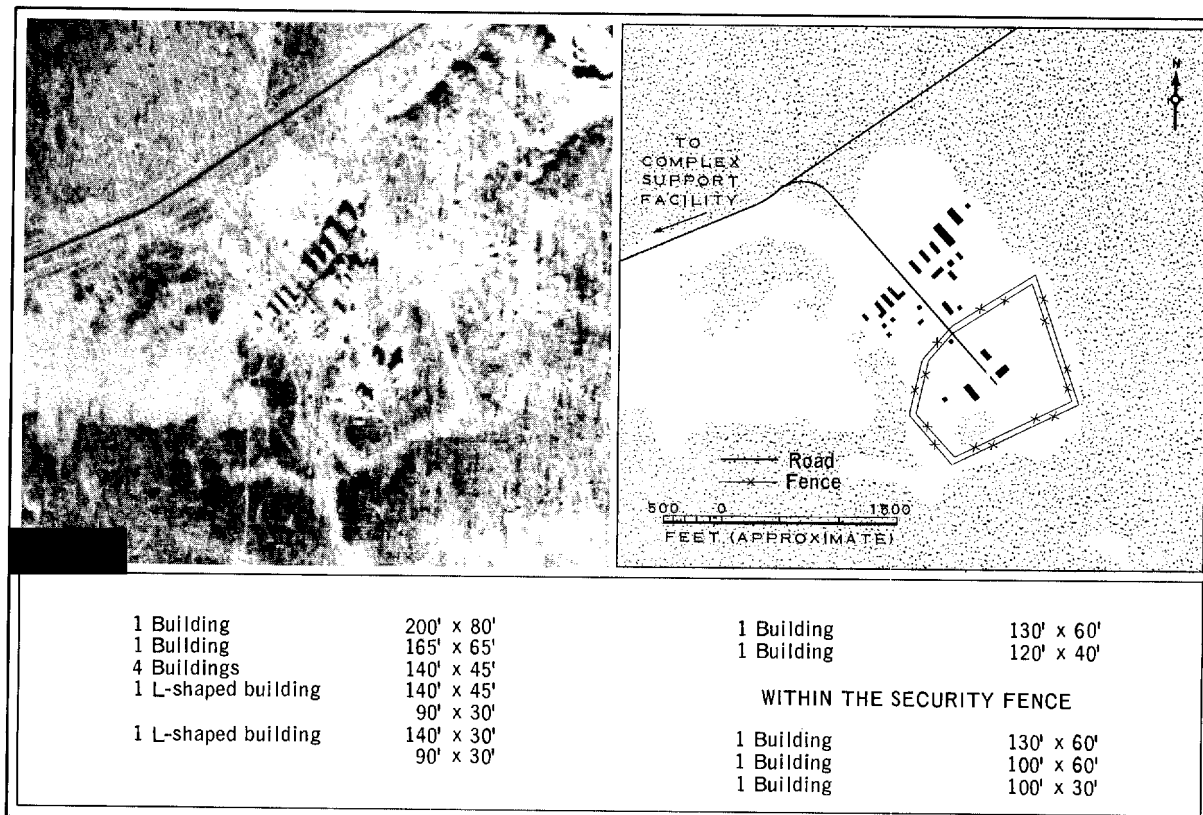 N
TO
COMPLEX
SUPPORT
FACILITY
Road
Fence
500 0 1500
FEET (APPROXIMATE)
1 Building 200' x 80'
1 Building 165' x 65'
4 Buildings 140' x 45'
1 L-shaped building 140' x 45'
90' x 30'
1 L-shaped building 140' x 30'
90' x 30'
1 Building 130' x 60'
1 Building 120' x 40'
WITHIN THE SECURITY FENCE
1 Building 130' x 60'
1 Building 100' x 60'
1 Building 100' x 30'